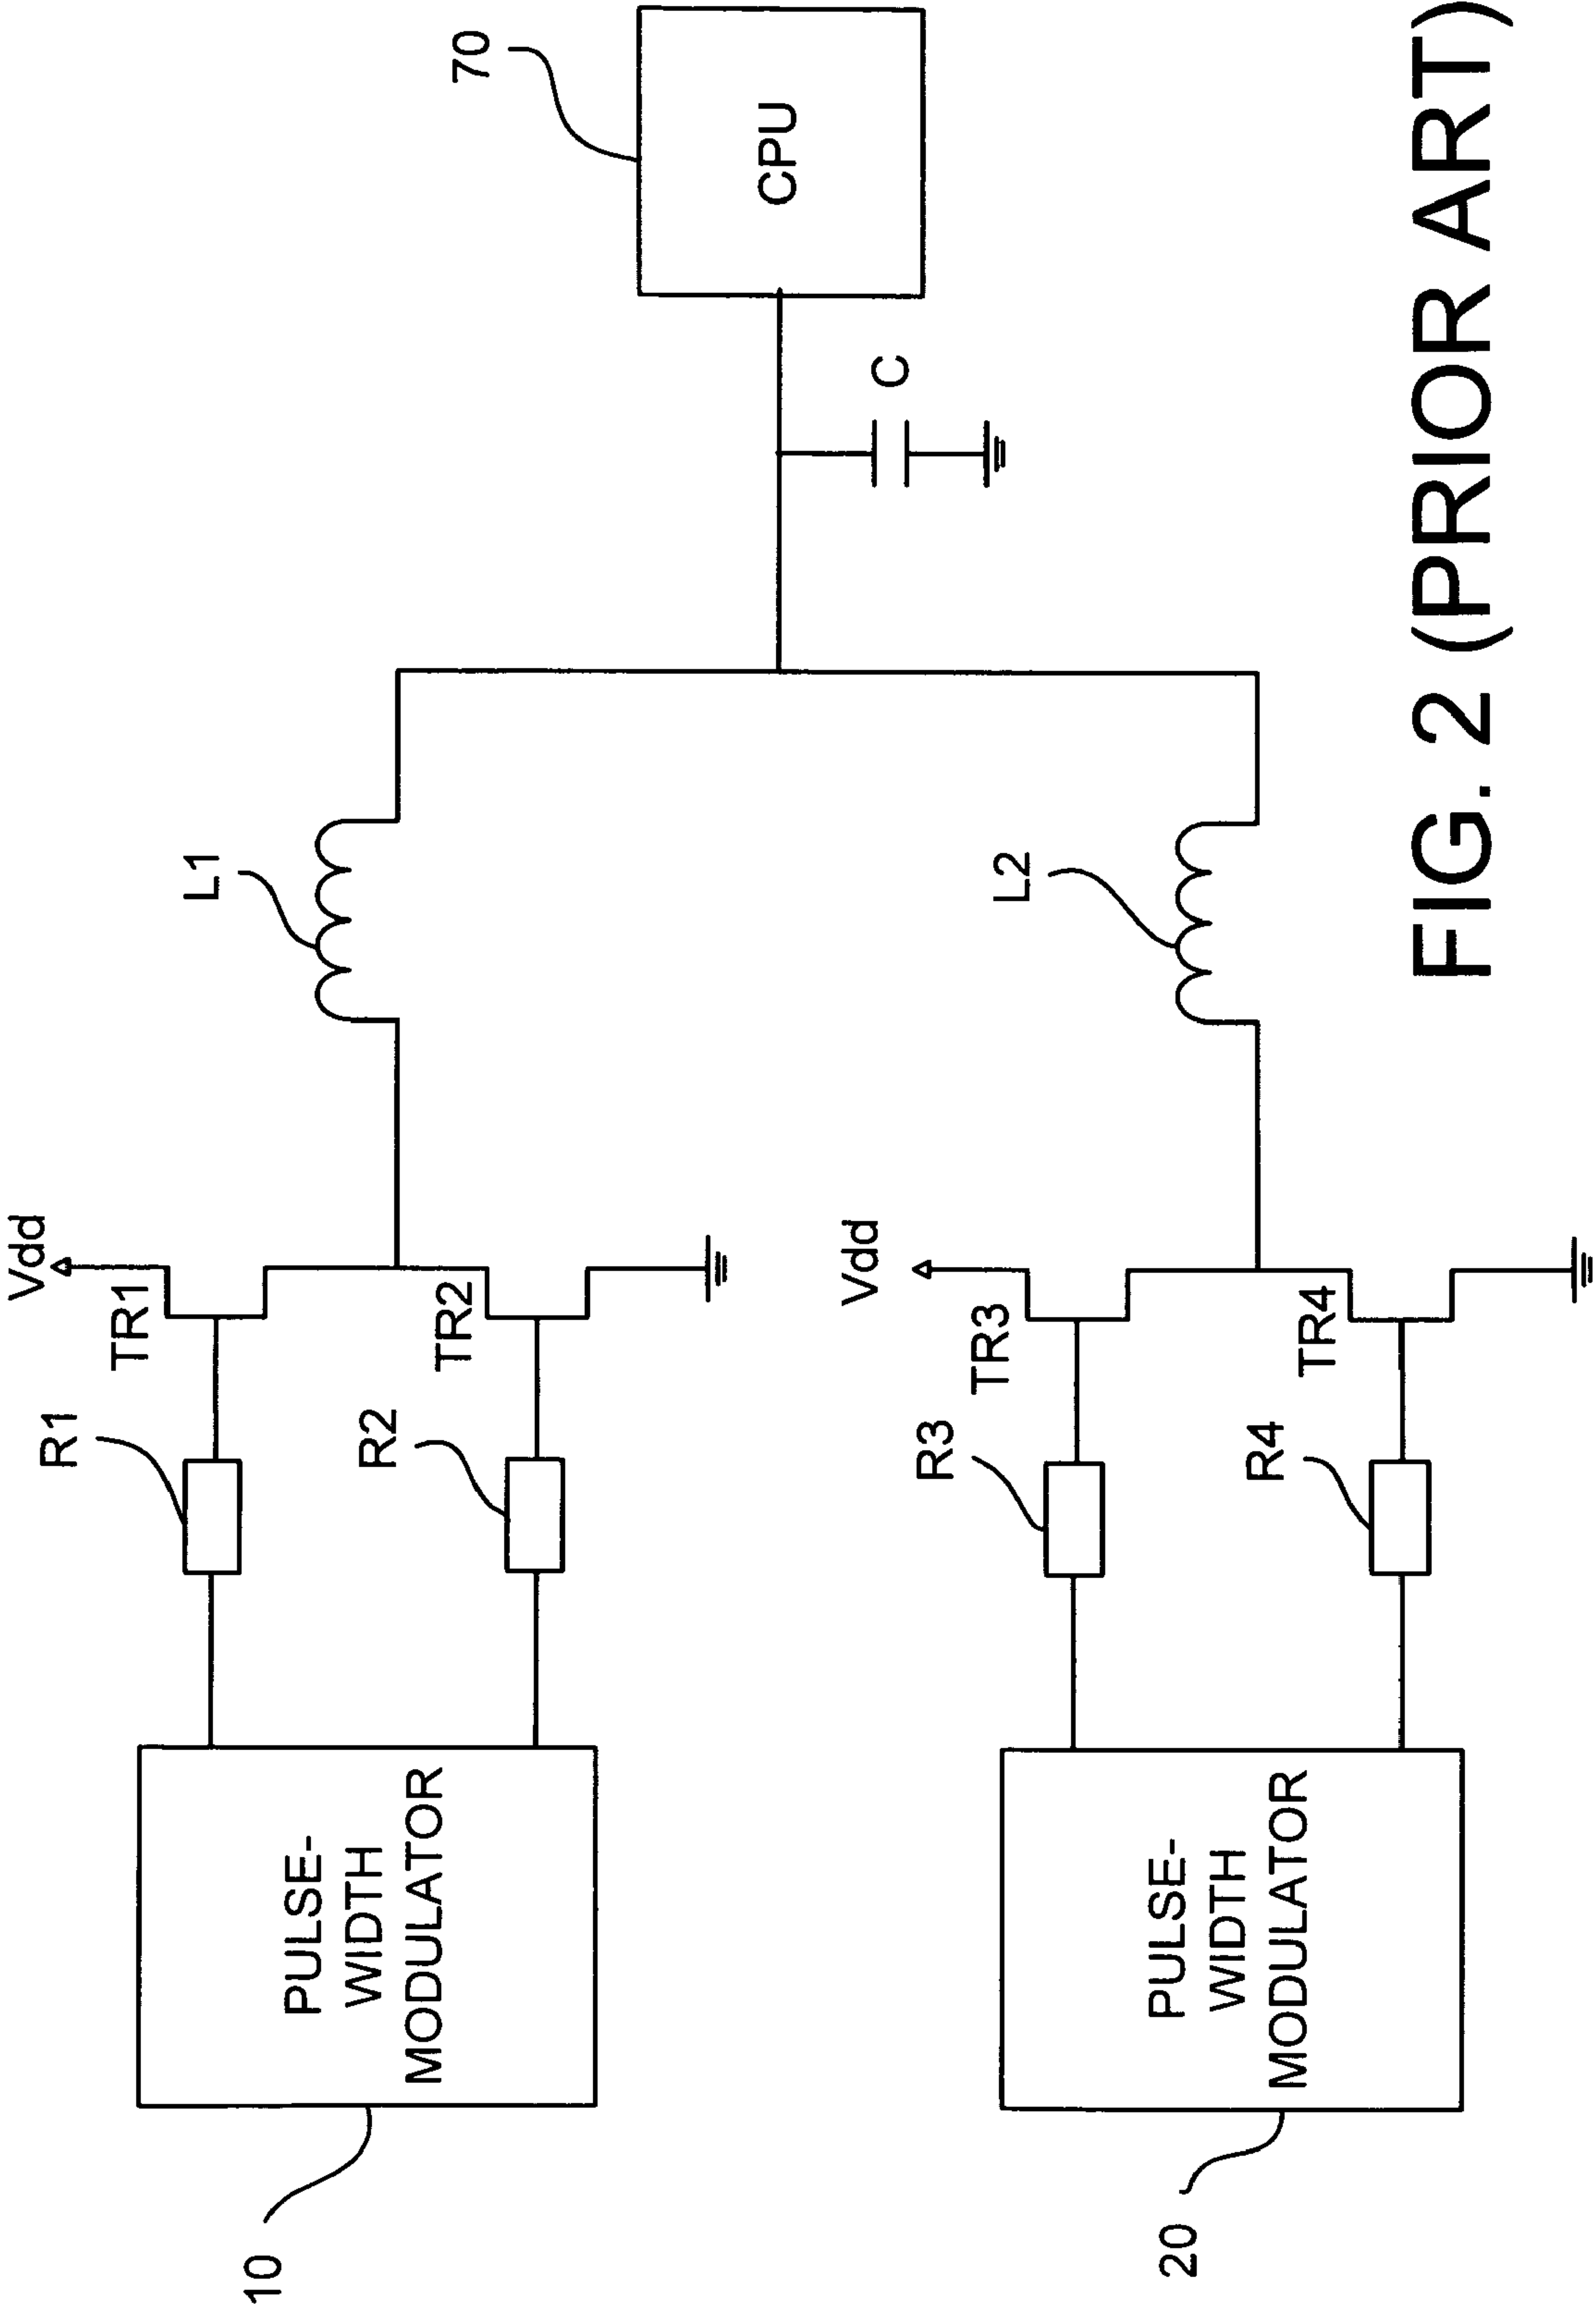 Vdd
TR1
R1
L1
TR2
R2
PULSE-
WIDTH
MODULATOR
10
70
CPU
C
Vdd
TR3
R3
L2
TR4
R4
PULSE-
WIDTH
MODULATOR
20
FIG. 2 (PRIOR ART)